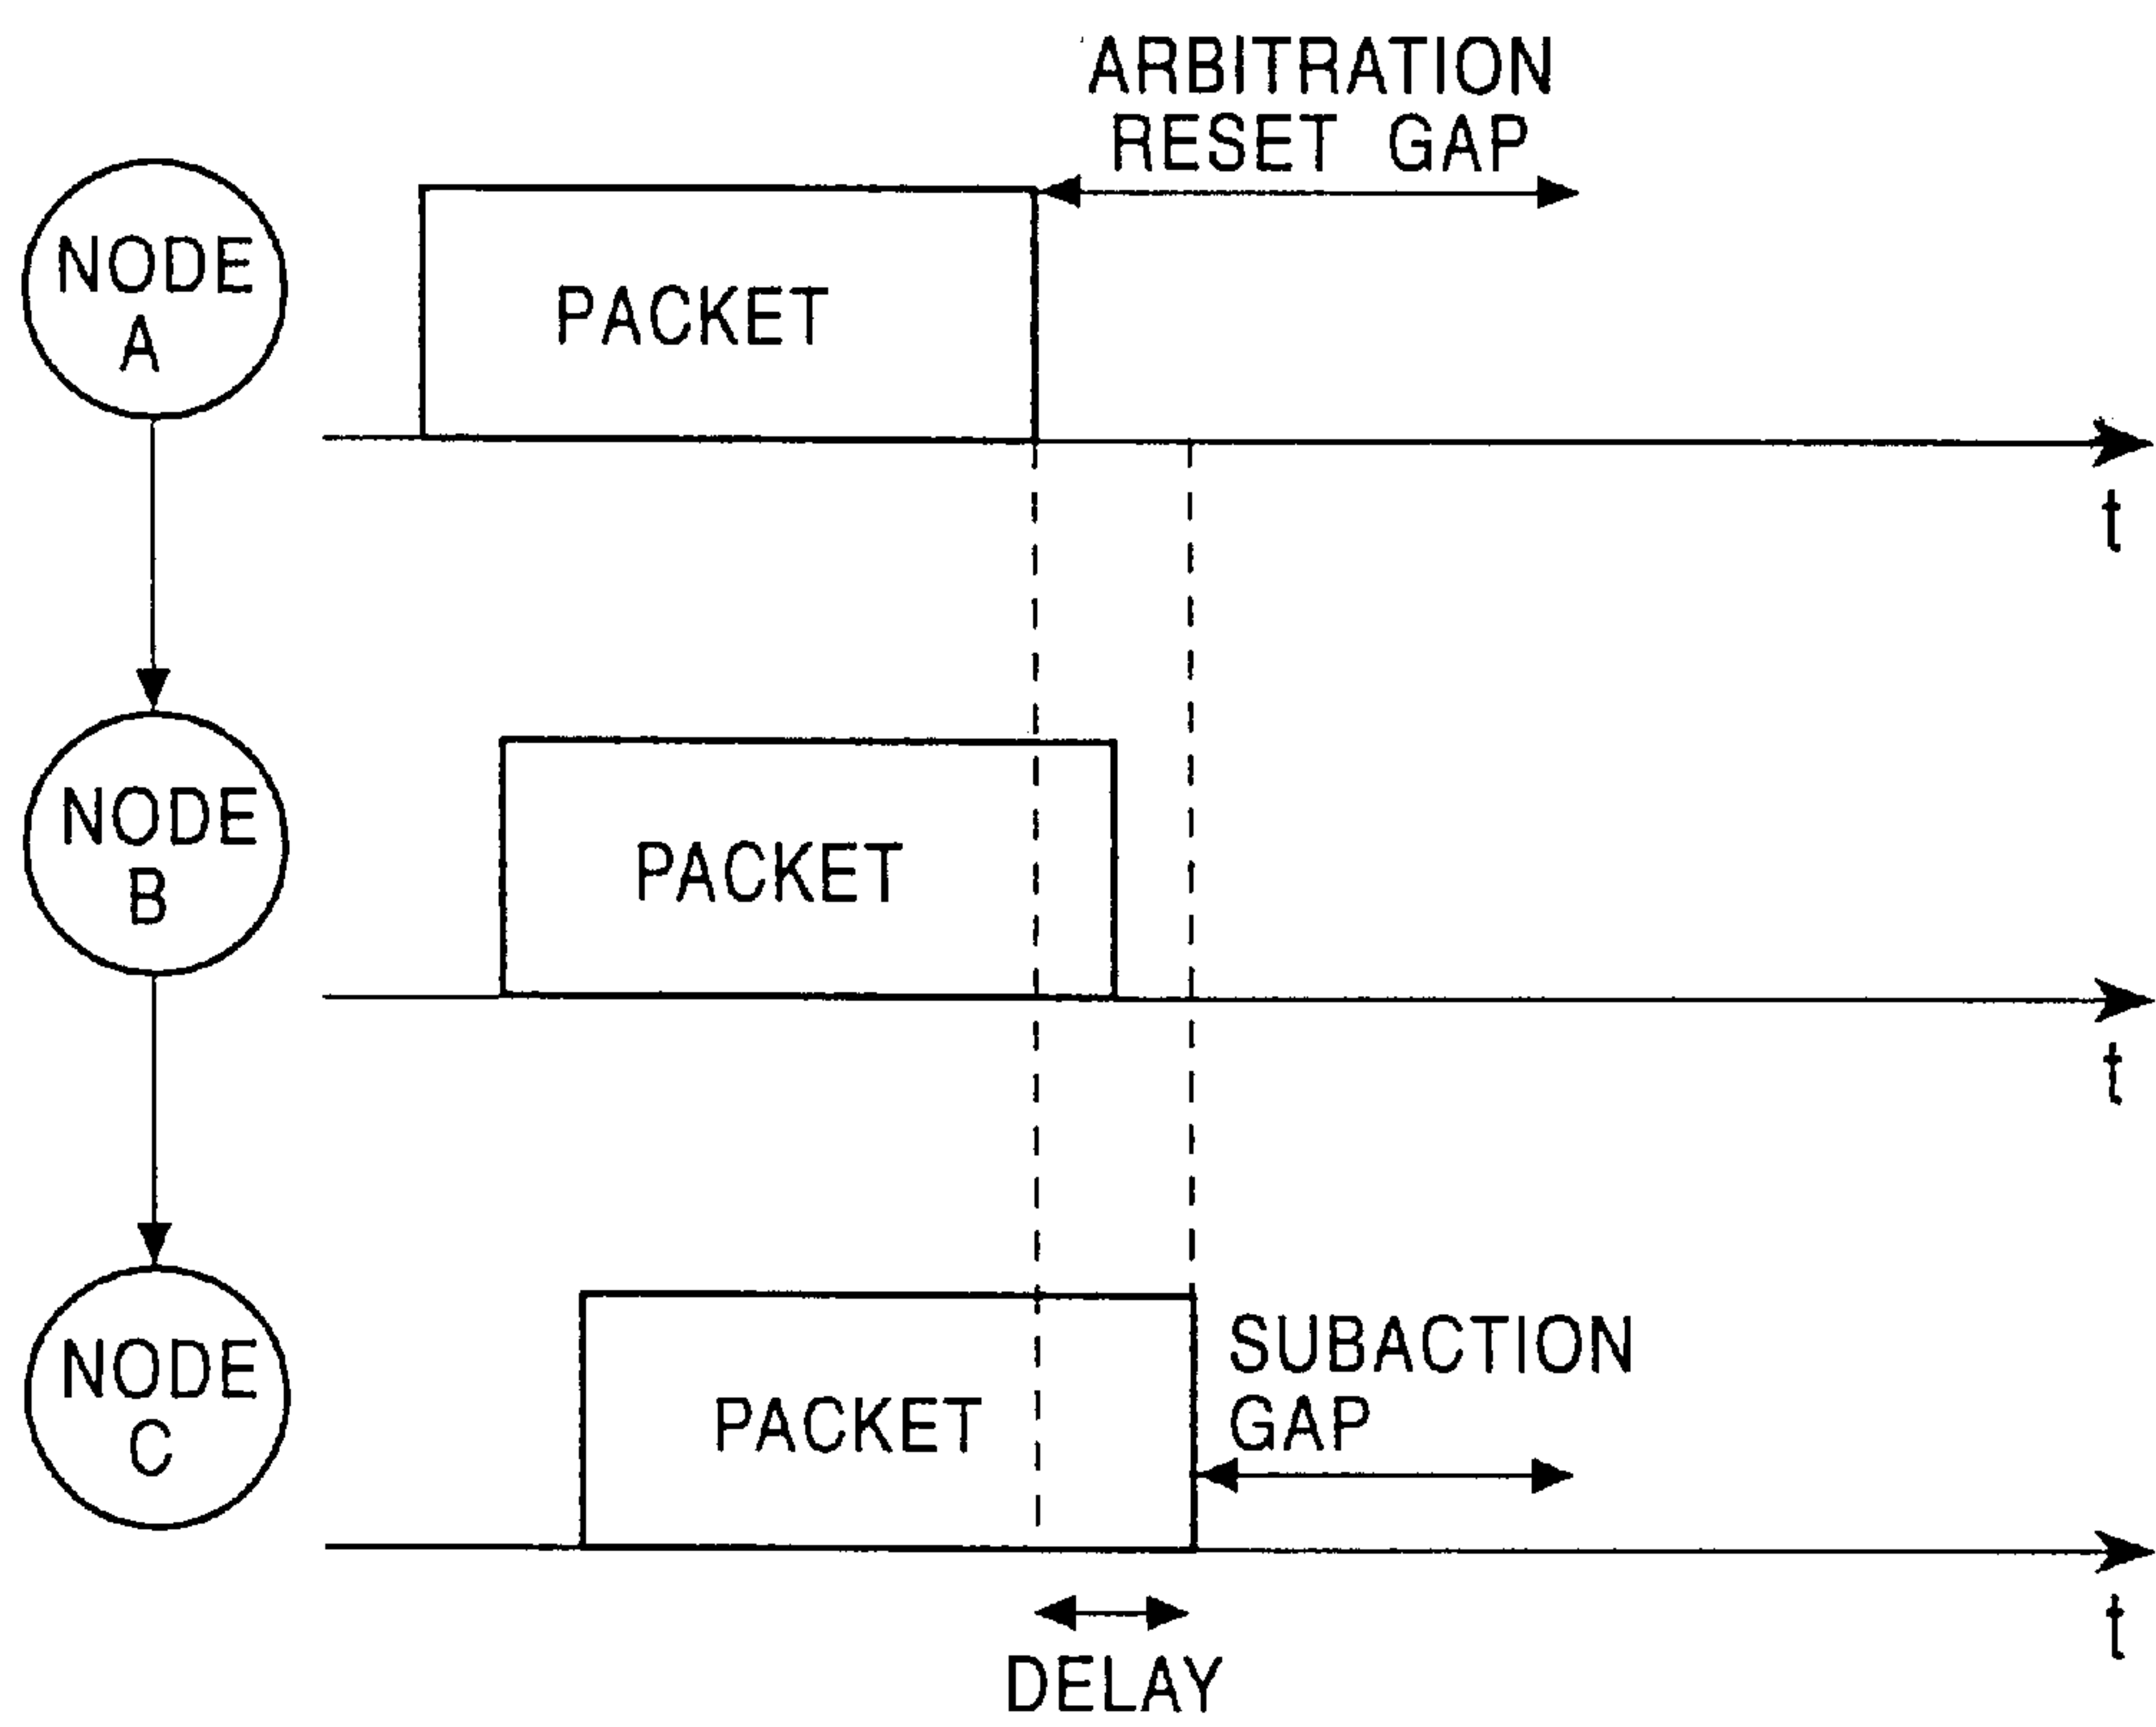 ARBITRATION
RESET GAP
NODE
A
PACKET
t
NODE
B
PACKET
t
NODE
C
PACKET
SUBACTION
GAP
t
DELAY